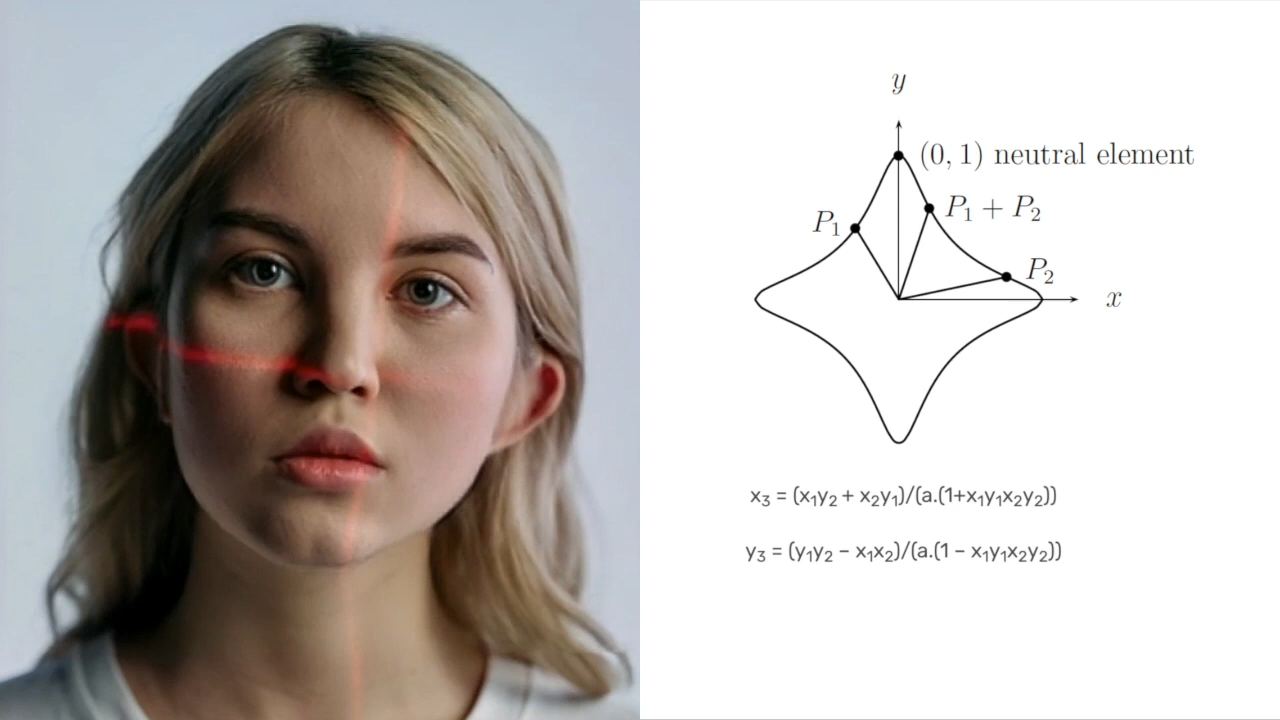 y
(0, 1) neutral element
P₁ + P₂
P₁
P₂
x
x₃ = (x₁y₂ + x₂y₁)/(a.(1+x₁y₁x₂y₂))
y₃ = (y₁y₂ − x₁x₂)/(a.(1 − x₁y₁x₂y₂))